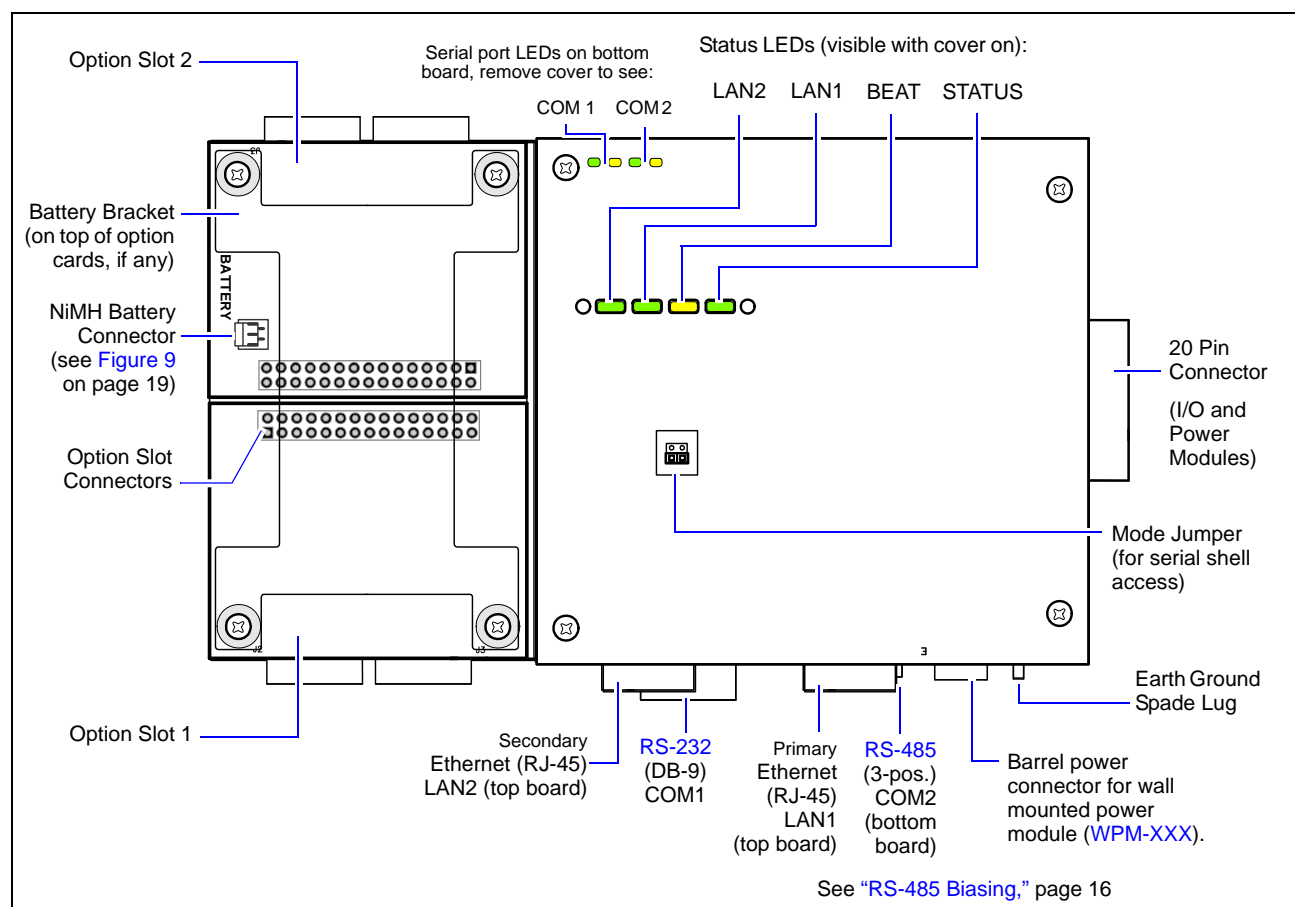 Option Slot 2
Serial port LEDs on bottom
board, remove cover to see:
COM 1
COM 2
Status LEDs (visible with cover on):
LAN2
LAN1
BEAT
STATUS
Battery Bracket
(on top of option
cards, if any)
BATTERY
NiMH Battery
Connector
(see Figure 9
on page 19)
Option Slot
Connectors
20 Pin
Connector
(I/O and
Power
Modules)
Mode Jumper
(for serial shell
access)
J2
J3
Option Slot 1
Secondary
Ethernet (RJ-45)
LAN2 (top board)
RS-232
(DB-9)
COM1
Primary
Ethernet
(RJ-45)
LAN1
(top board)
RS-485
(3-pos.)
COM2
(bottom
board)
Barrel power
connector for wall
mounted power
module (WPM-XXX).
Earth Ground
Spade Lug
See “RS-485 Biasing,” page 16